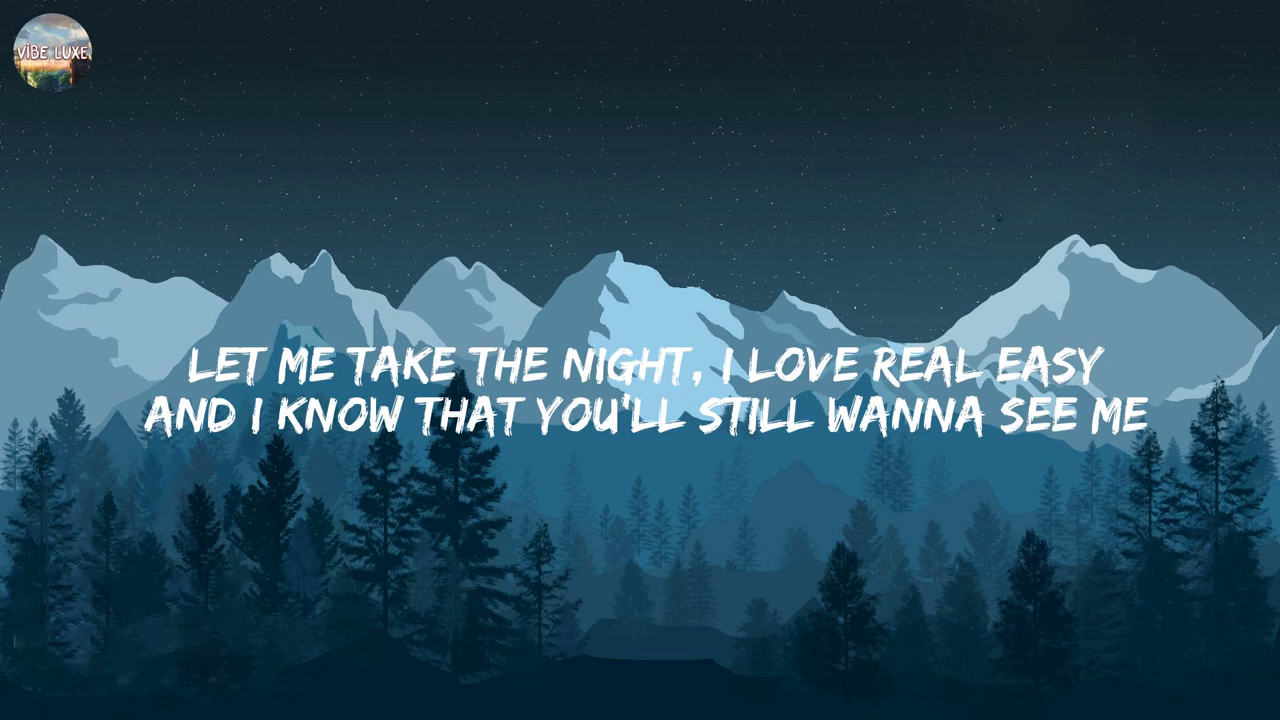 VIBE LUXE
LET ME TAKE THE NIGHT, I LOVE REAL EASY
AND I KNOW THAT YOU'LL STILL WANNA SEE ME